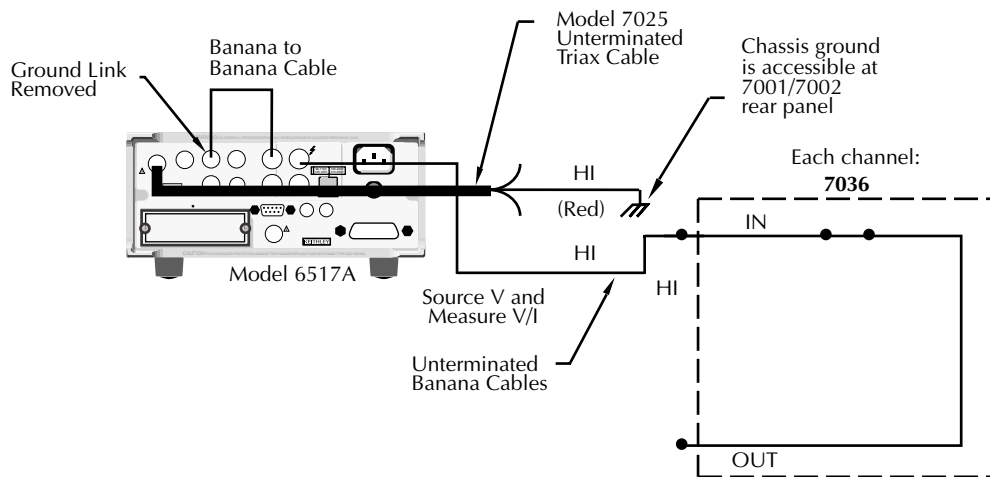 Model 7025
Unterminated
Triax Cable
Banana to
Banana Cable
Ground Link
Removed
Chassis ground
is accessible at
7001/7002
rear panel
Each channel:
7036
HI
(Red)
IN
HI
HI
Model 6517A
Source V and
Measure V/I
Unterminated
Banana Cables
OUT